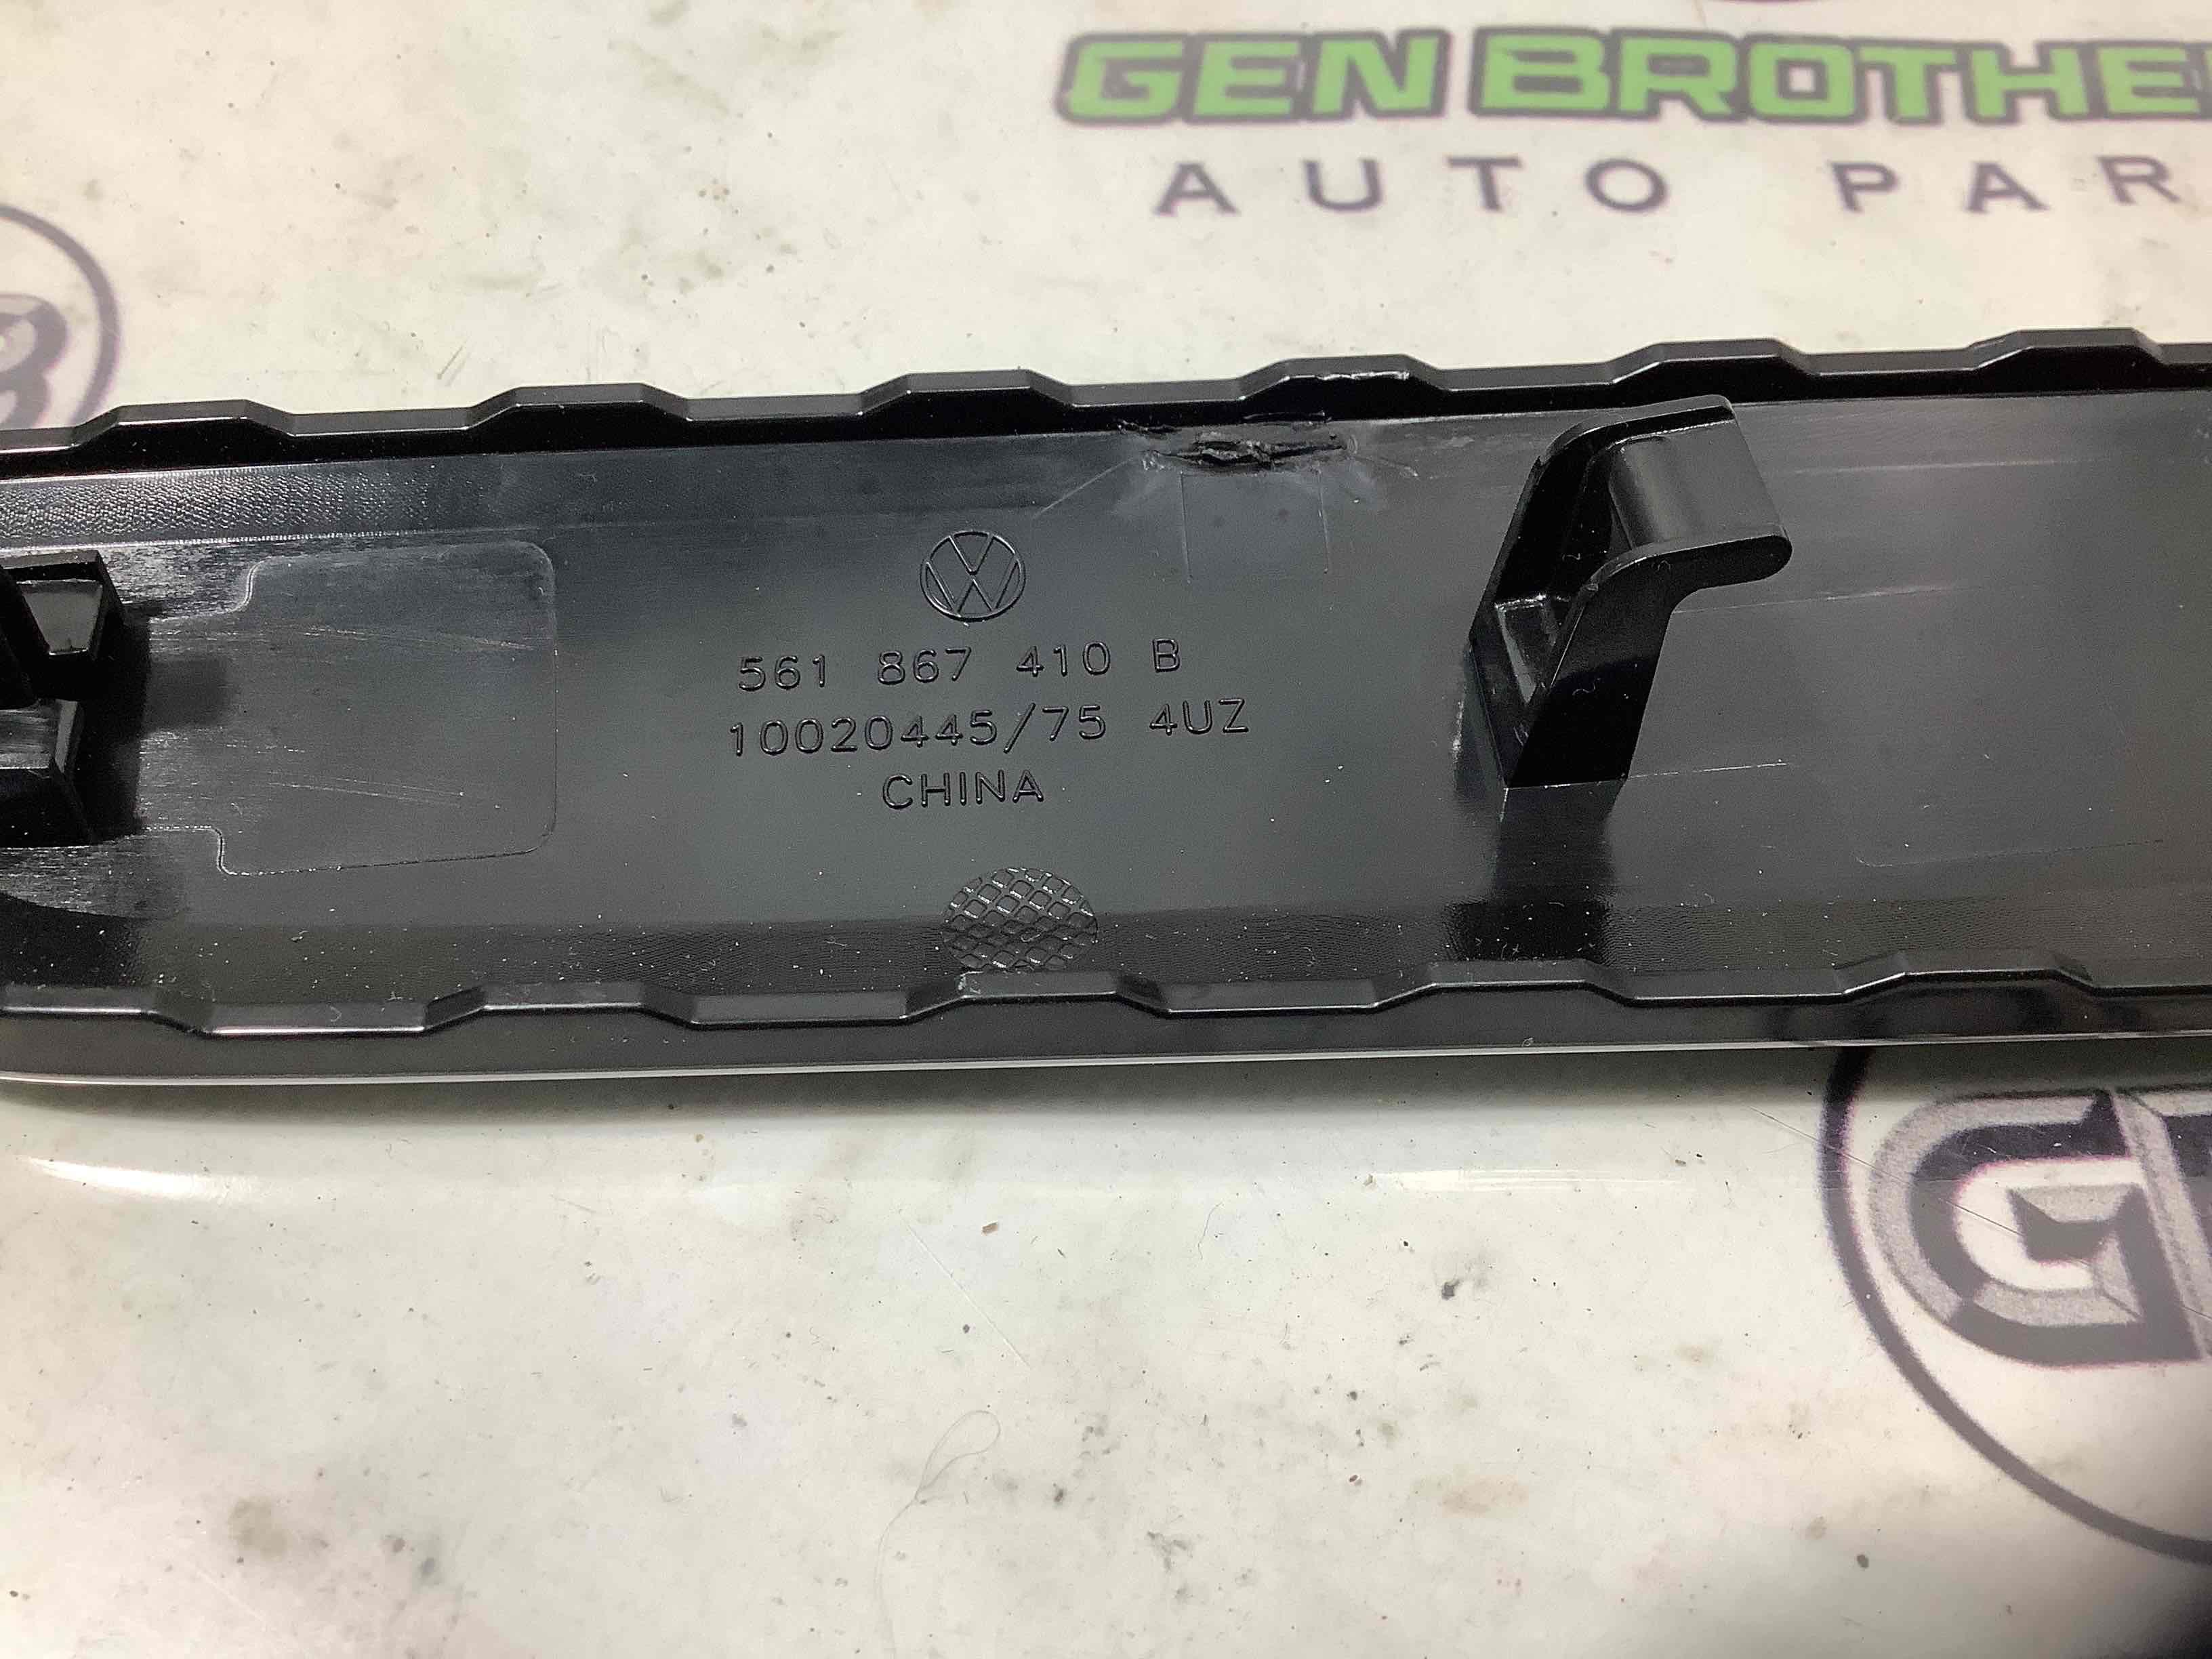 GEN BROTHE
AUTO PAR
561 867 410 B
10020445/75 4UZ
CHINA